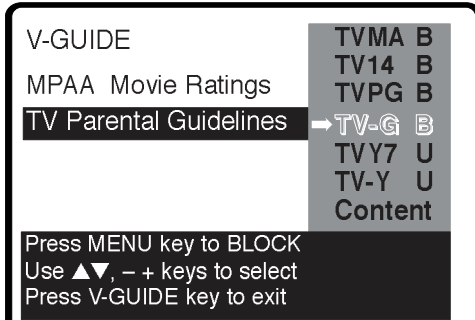 V-GUIDE
MPAA Movie Ratings
TV Parental Guidelines
TVMA B
TV14 B
TVPG B
➡TV-G B
TVY7 U
TV-Y U
Content
Press MENU key to BLOCK
Use ▲▼, – + keys to select
Press V-GUIDE key to exit